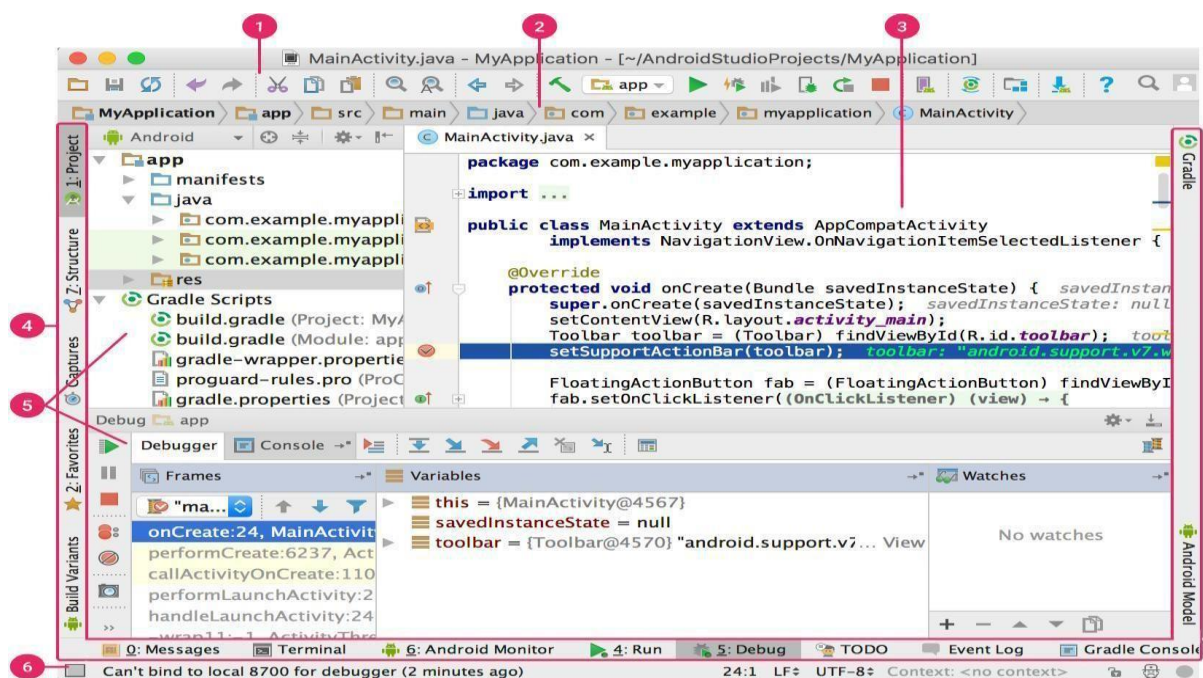 1
2
3
MainActivity.java - MyApplication - [~/AndroidStudioProjects/MyApplication]
app
MyApplication
app
src
main
java
com
example
myapplication
MainActivity
1: Project
Z: Structure
Captures
2: Favorites
Build Variants
Android
app
manifests
java
com.example.myappli
com.example.myappli
com.example.myappli
res
Gradle Scripts
build.gradle (Project: MyA
build.gradle (Module: app
gradle-wrapper.propertie
proguard-rules.pro (ProC
gradle.properties (Project
MainActivity.java
package com.example.myapplication;
import ...
public class MainActivity extends AppCompatActivity
implements NavigationView.OnNavigationItemSelectedListener {
@Override
protected void onCreate(Bundle savedInstanceState) { savedInstan
super.onCreate(savedInstanceState); savedInstanceState: null
setContentView(R.layout.activity_main);
Toolbar toolbar = (Toolbar) findViewById(R.id.toolbar); tool
setSupportActionBar(toolbar); toolbar: "android.support.v7.w
FloatingActionButton fab = (FloatingActionButton) findViewByI
fab.setOnClickListener((OnClickListener) (view) → {
Gradle
Android Model
4
5
Debug app
Debugger
Console
Frames
"ma...
onCreate:24, MainActivit
performCreate:6237, Act
callActivityOnCreate:110
performLaunchActivity:2
handleLaunchActivity:24
-wrap11:-1, ActivityThre
Variables
this = {MainActivity@4567}
savedInstanceState = null
toolbar = {Toolbar@4570} "android.support.v7... View
Watches
No watches
0: Messages
Terminal
6: Android Monitor
4: Run
5: Debug
TODO
Event Log
Gradle Console
6
Can't bind to local 8700 for debugger (2 minutes ago)
24:1 LF UTF-8 Context: <no context>